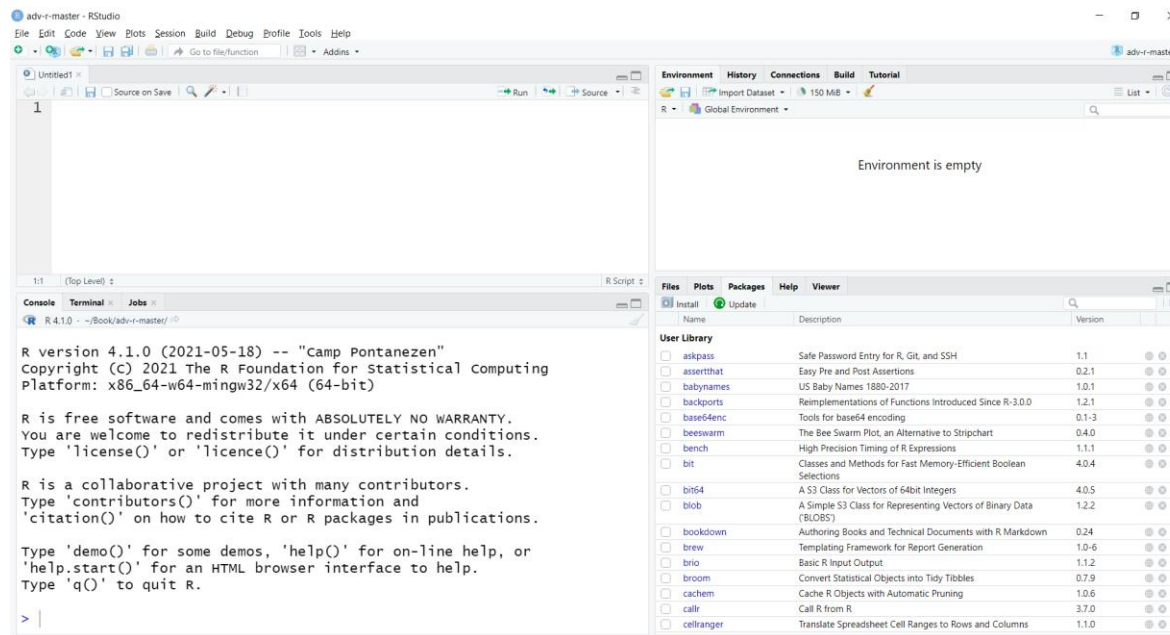 adv-r-master - RStudio
File Edit Code View Plots Session Build Debug Profile Tools Help
Go to file/function Addins adv-r-maste
Untitled1
Source on Save Run Source
1
1:1 (Top Level) R Script
Console Terminal Jobs
R 4.1.0 · ~/Book/adv-r-master/
R version 4.1.0 (2021-05-18) -- "Camp Pontanezen"
Copyright (C) 2021 The R Foundation for Statistical Computing
Platform: x86_64-w64-mingw32/x64 (64-bit)
R is free software and comes with ABSOLUTELY NO WARRANTY.
You are welcome to redistribute it under certain conditions.
Type 'license()' or 'licence()' for distribution details.
R is a collaborative project with many contributors.
Type 'contributors()' for more information and
'citation()' on how to cite R or R packages in publications.
Type 'demo()' for some demos, 'help()' for on-line help, or
'help.start()' for an HTML browser interface to help.
Type 'q()' to quit R.
>
Environment History Connections Build Tutorial
Import Dataset 150 MiB List
R Global Environment
Environment is empty
Files Plots Packages Help Viewer
Install Update
Name Description Version
User Library
askpass Safe Password Entry for R, Git, and SSH 1.1
assertthat Easy Pre and Post Assertions 0.2.1
babynames US Baby Names 1880-2017 1.0.1
backports Reimplementations of Functions Introduced Since R-3.0.0 1.2.1
base64enc Tools for base64 encoding 0.1-3
beeswarm The Bee Swarm Plot, an Alternative to Stripchart 0.4.0
bench High Precision Timing of R Expressions 1.1.1
bit Classes and Methods for Fast Memory-Efficient Boolean 4.0.4
Selections
bit64 A S3 Class for Vectors of 64bit Integers 4.0.5
blob A Simple S3 Class for Representing Vectors of Binary Data 1.2.2
('BLOBS')
bookdown Authoring Books and Technical Documents with R Markdown 0.24
brew Templating Framework for Report Generation 1.0-6
brio Basic R Input Output 1.1.2
broom Convert Statistical Objects into Tidy Tibbles 0.7.9
cachem Cache R Objects with Automatic Pruning 1.0.6
callr Call R from R 3.7.0
cellranger Translate Spreadsheet Cell Ranges to Rows and Columns 1.1.0